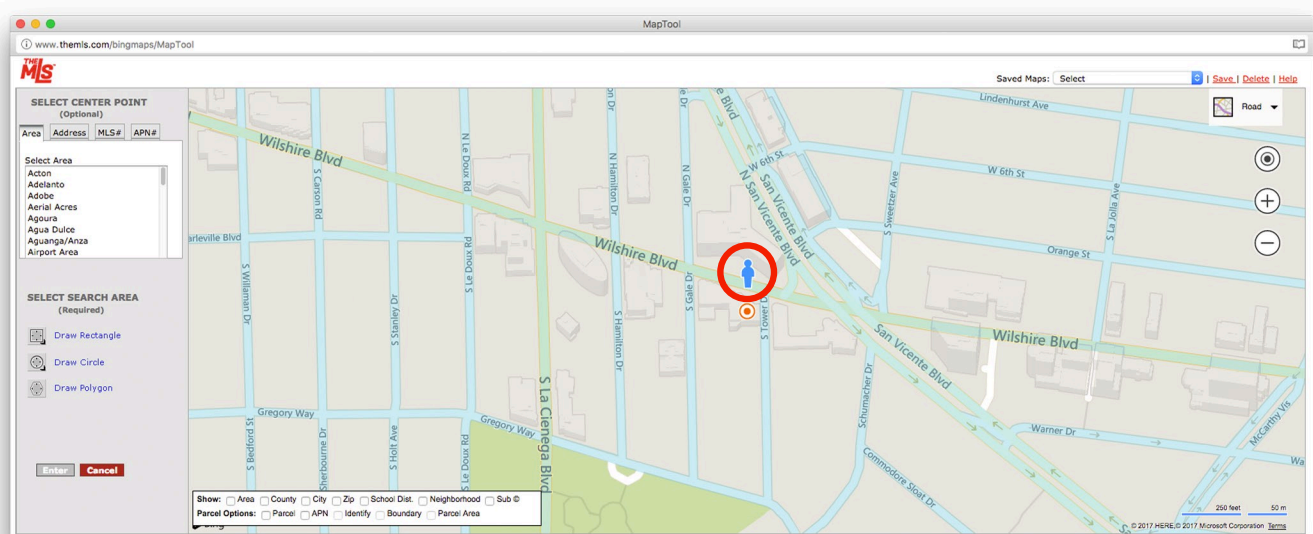 MapTool
www.themls.com/bingmaps/MapTool
THE
MLS
Saved Maps: Select | Save | Delete | Help
SELECT CENTER POINT
(Optional)
Area Address MLS# APN#
Select Area
Acton
Adelanto
Adobe
Aerial Acres
Agoura
Agua Dulce
Aguanga/Anza
Airport Area
SELECT SEARCH AREA
(Required)
Draw Rectangle
Draw Circle
Draw Polygon
Enter Cancel
Road
Lindenhurst Ave
Wilshire Blvd
S Carson Rd
N Le Doux Rd
N Hamilton Dr
N Gale Dr
W 6th St
N San Vicente Blvd
San Vicente Blvd
S Sweetzer Ave
W 6th St
S La Jolla Ave
Orange St
arleville Blvd
Wilshire Blvd
S Le Doux Rd
S Willaman Dr
S Stanley Dr
S Hamilton Dr
S Gale Dr
S Tower D
San Vicente Blvd
Wilshire Blvd
Schumacher Dr
S La Cienega Blvd
Gregory Way
Gregory Way
S Bedford St
Sherbourne Dr
S Holt Ave
S Le Doux Rd
Warner Dr
McCarthy Vis
Wa
Commodore Sloat Dr
Show: Area County City Zip School Dist. Neighborhood Sub ©
Parcel Options: Parcel APN Identify Boundary Parcel Area
250 feet 50 m
© 2017 HERE,© 2017 Microsoft Corporation Terms